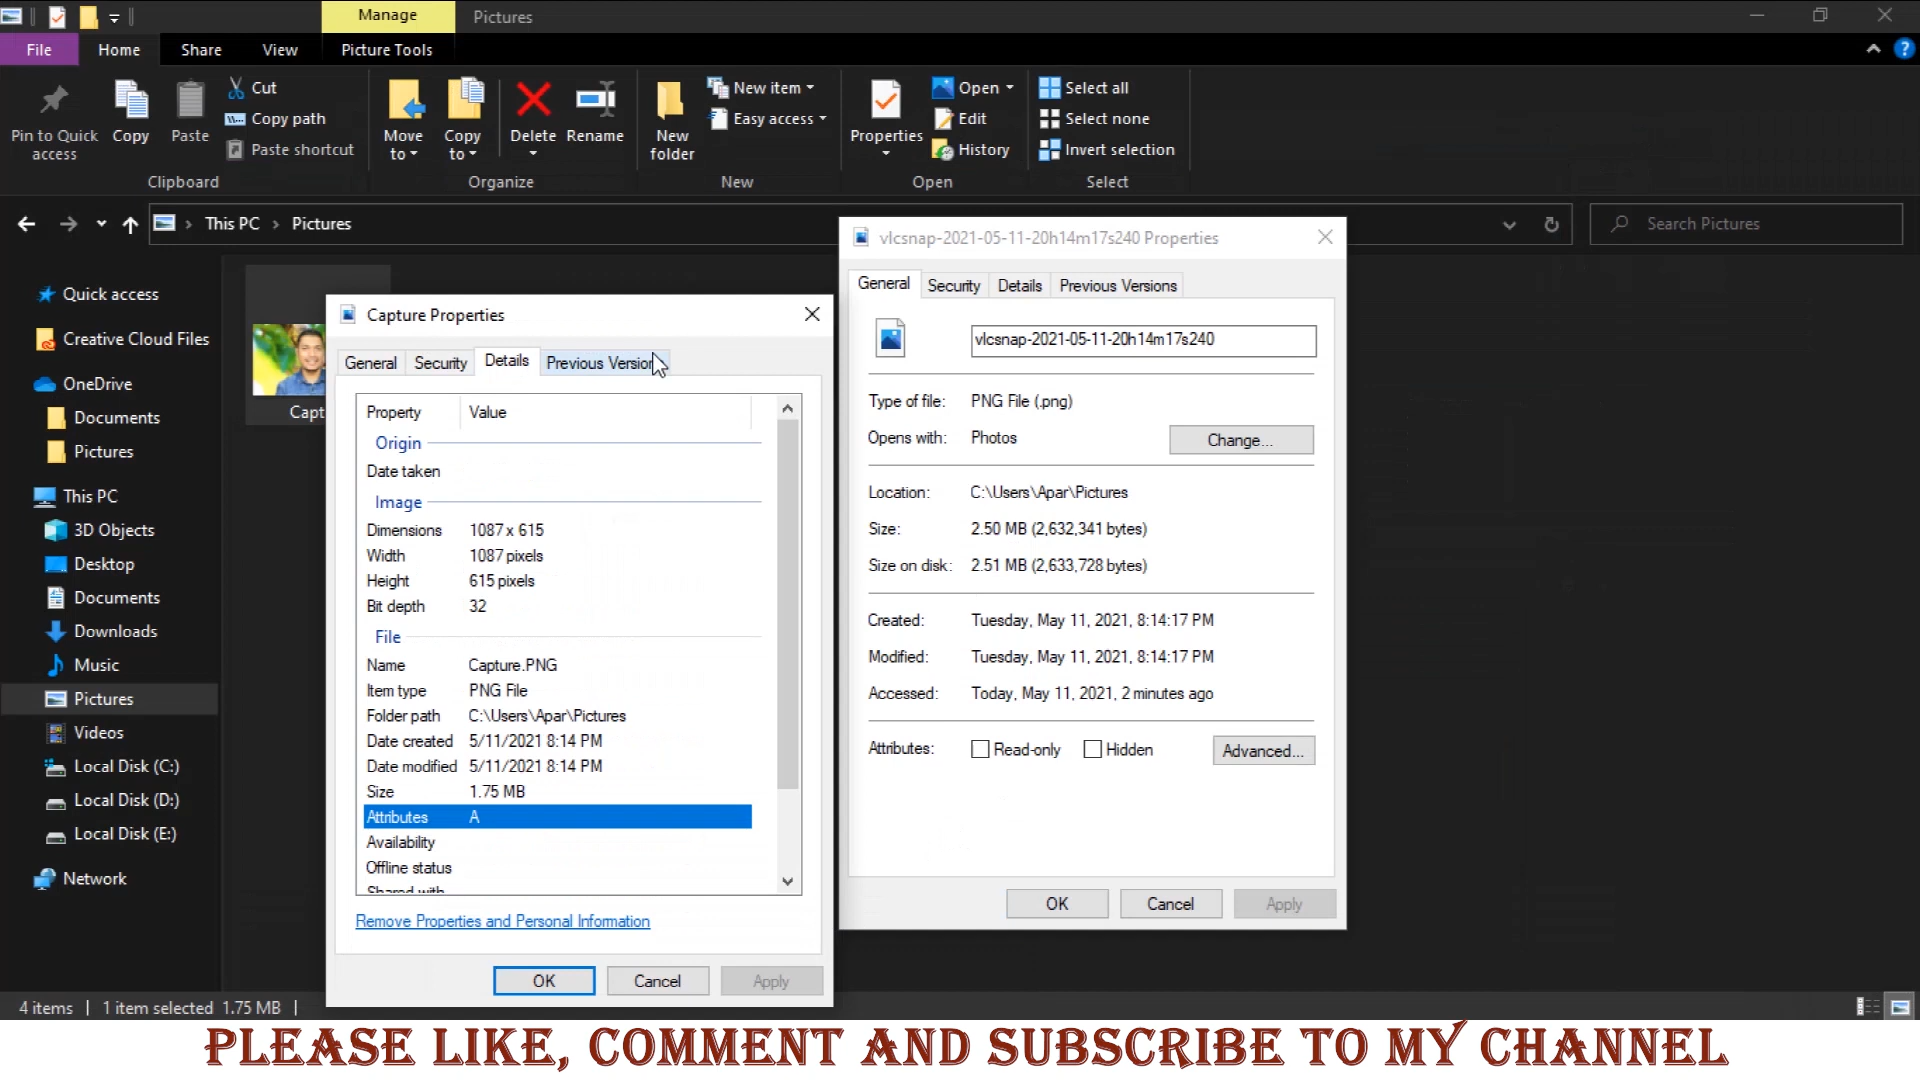 Manage
Pictures
File
Home
Share
View
Picture Tools
Pin to Quick access
Copy
Paste
Cut
Copy path
Paste shortcut
Clipboard
Move to
Copy to
Delete
Rename
Organize
New folder
New item
Easy access
New
Properties
Open
Edit
History
Open
Select all
Select none
Invert selection
Select
This PC
Pictures
Search Pictures
Quick access
Creative Cloud Files
OneDrive
Documents
Pictures
This PC
3D Objects
Desktop
Documents
Downloads
Music
Pictures
Videos
Local Disk (C:)
Local Disk (D:)
Local Disk (E:)
Network
Capt
Capture Properties
General
Security
Details
Previous Version
Property Value
Origin
Date taken
Image
Dimensions 1087 x 615
Width 1087 pixels
Height 615 pixels
Bit depth 32
File
Name Capture.PNG
Item type PNG File
Folder path C:\Users\Apar\Pictures
Date created 5/11/2021 8:14 PM
Date modified 5/11/2021 8:14 PM
Size 1.75 MB
Attributes A
Availability
Offline status
Shared with
Remove Properties and Personal Information
OK
Cancel
Apply
vlcsnap-2021-05-11-20h14m17s240 Properties
General
Security
Details
Previous Versions
vlcsnap-2021-05-11-20h14m17s240
Type of file: PNG File (.png)
Opens with: Photos
Change...
Location: C:\Users\Apar\Pictures
Size: 2.50 MB (2,632,341 bytes)
Size on disk: 2.51 MB (2,633,728 bytes)
Created: Tuesday, May 11, 2021, 8:14:17 PM
Modified: Tuesday, May 11, 2021, 8:14:17 PM
Accessed: Today, May 11, 2021, 2 minutes ago
Attributes: Read-only Hidden
Advanced...
OK
Cancel
Apply
4 items
1 item selected 1.75 MB
PLEASE LIKE, COMMENT AND SUBSCRIBE TO MY CHANNEL